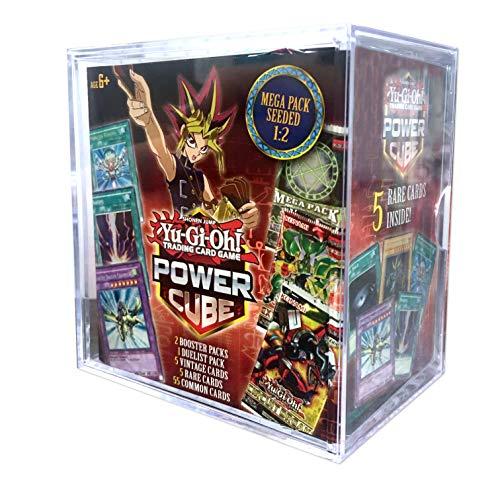 AGE 6+
MEGA PACK
SEEDED
1:2
MEGA PACK
SHONEN JUMP
Yu-Gi-Oh!
TRADING CARD GAME
POWER
CUBE
2 BOOSTER PACKS
1 DUELIST PACK
5 VINTAGE CARDS
5 RARE CARDS
55 COMMON CARDS
Yu-Gi-Oh!
Yu-Gi-Oh!
TRADING CARD GAME
POWER
CUBE
5 RARE CARDS
INSIDE!